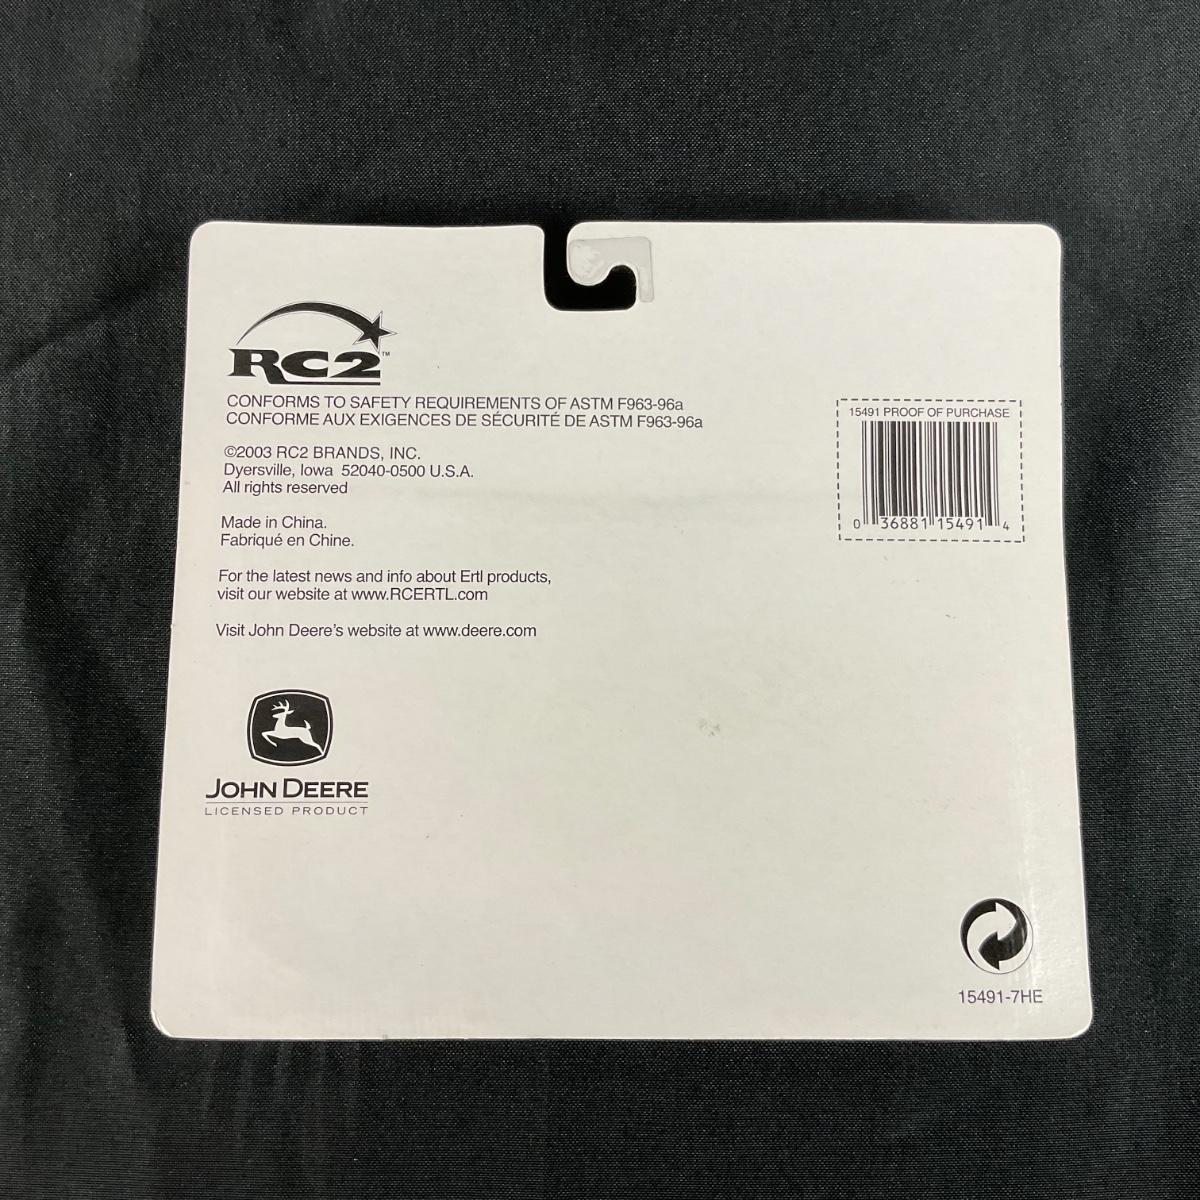 RC2™
CONFORMS TO SAFETY REQUIREMENTS OF ASTM F963-96a
CONFORME AUX EXIGENCES DE SÉCURITÉ DE ASTM F963-96a
©2003 RC2 BRANDS, INC.
Dyersville, Iowa 52040-0500 U.S.A.
All rights reserved
Made in China.
Fabriqué en Chine.
For the latest news and info about Ertl products,
visit our website at www.RCERTL.com
Visit John Deere's website at www.deere.com
JOHN DEERE
LICENSED PRODUCT
15491 PROOF OF PURCHASE
0 36881 15491 4
15491-7HE